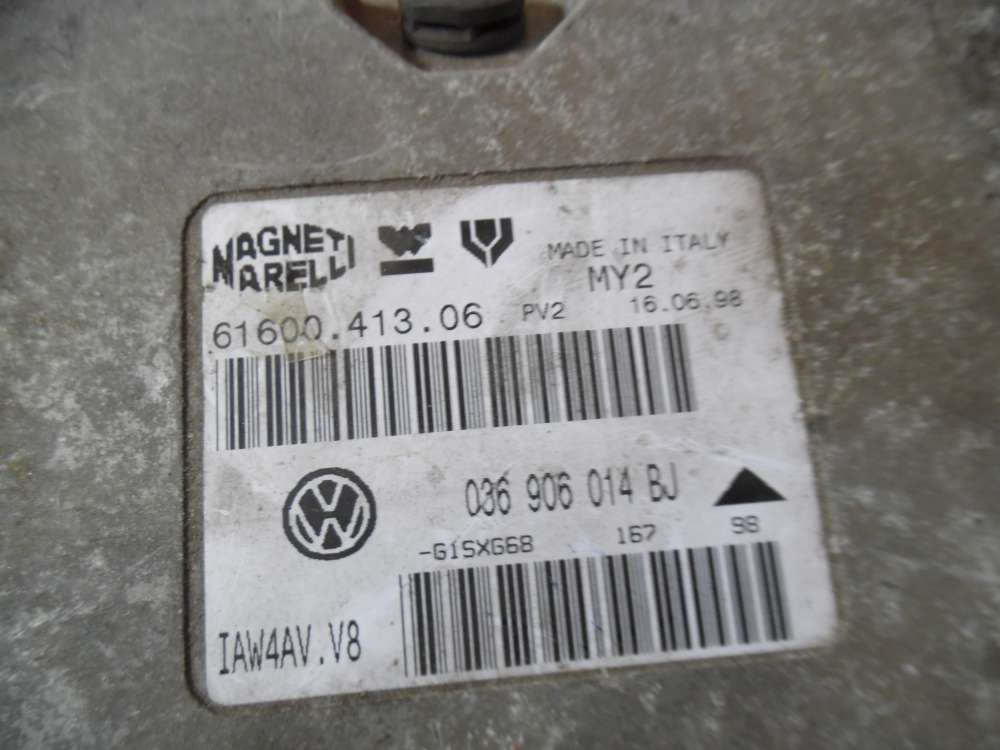 MAGNETI
MARELLI
MADE IN ITALY
MY2
61600.413.06 PV2 16.06.98
036 906 014 BJ
-G1SXG68 167 98
IAW4AV.V8